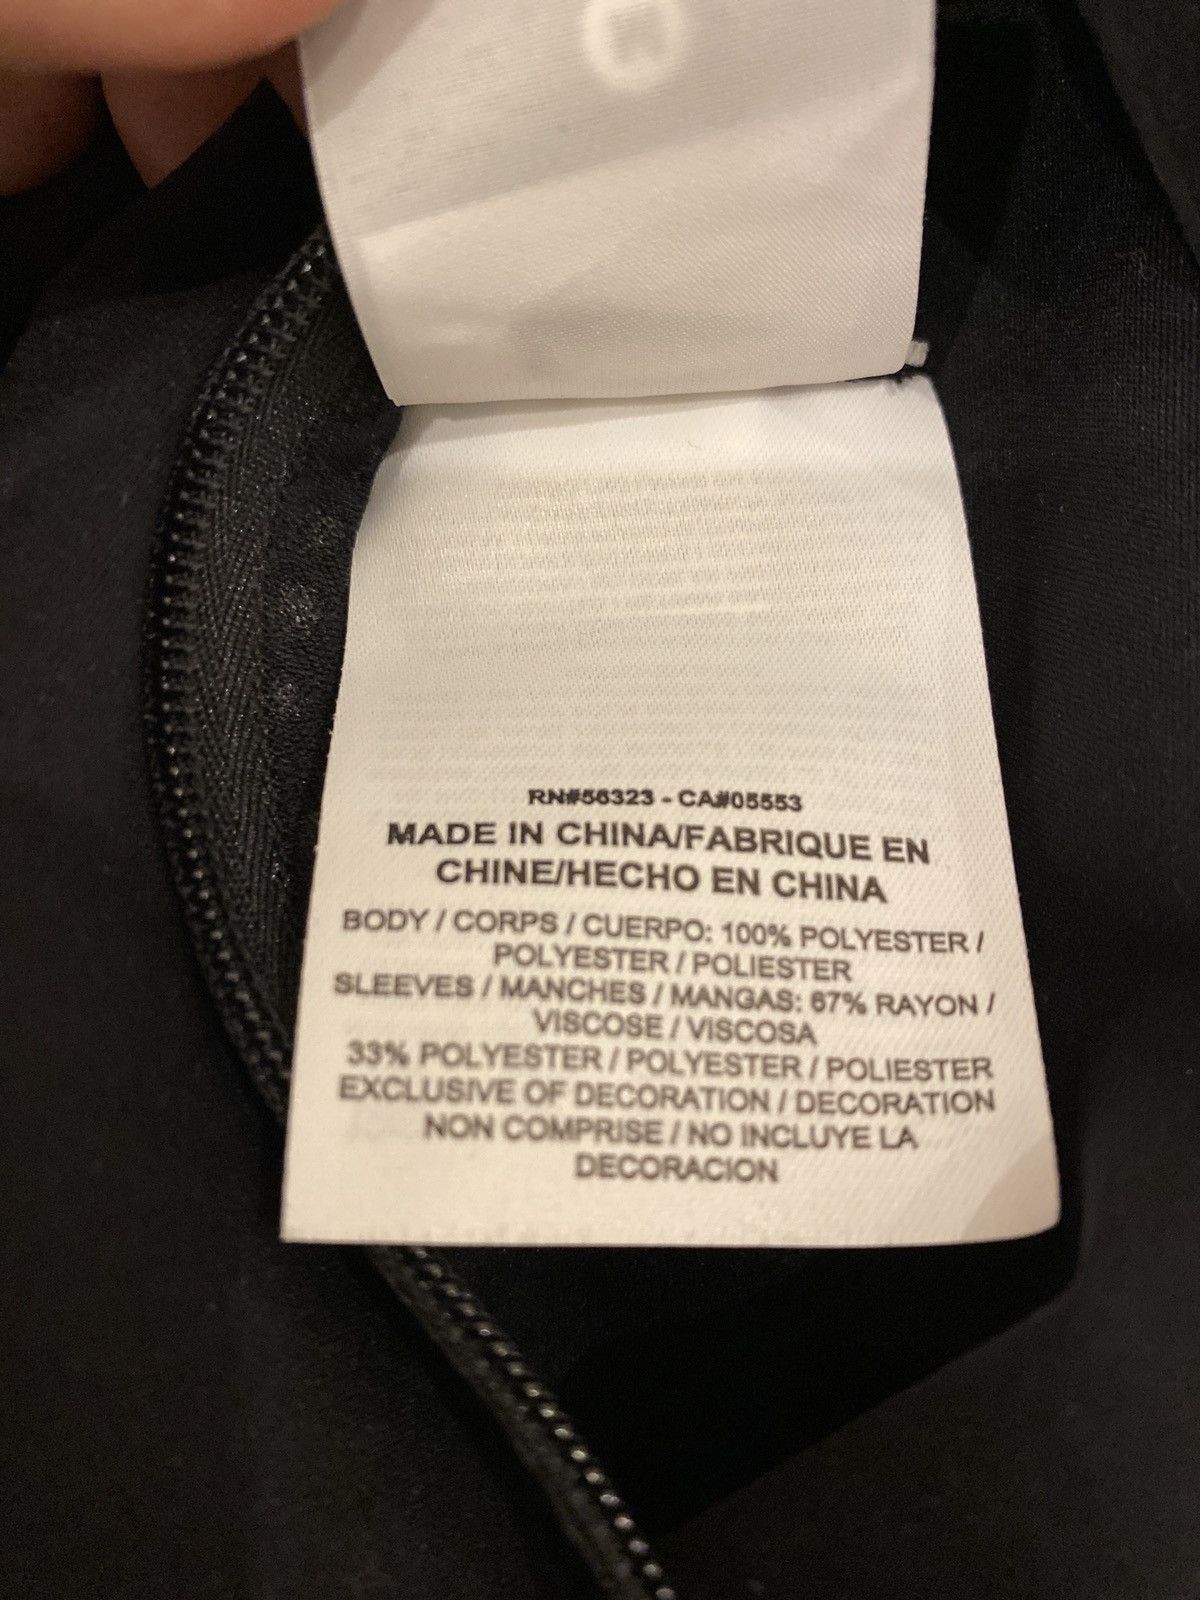 RN#56323 - CA#05553
MADE IN CHINA/FABRIQUE EN
CHINE/HECHO EN CHINA
BODY / CORPS / CUERPO: 100% POLYESTER /
POLYESTER / POLIESTER
SLEEVES / MANCHES / MANGAS: 67% RAYON /
VISCOSE / VISCOSA
33% POLYESTER / POLYESTER / POLIESTER
EXCLUSIVE OF DECORATION / DECORATION
NON COMPRISE / NO INCLUYE LA
DECORACION